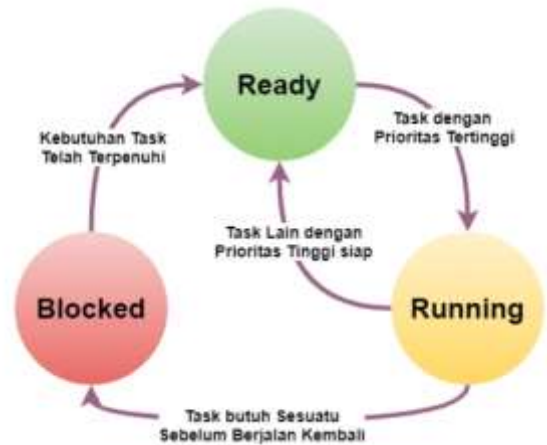 Ready
Kebutuhan Task
Telah Terpenuhi
Task dengan
Prioritas Tertinggi
Task Lain dengan
Prioritas Tinggi siap
Blocked
Running
Task butuh Sesuatu
Sebelum Berjalan Kembali